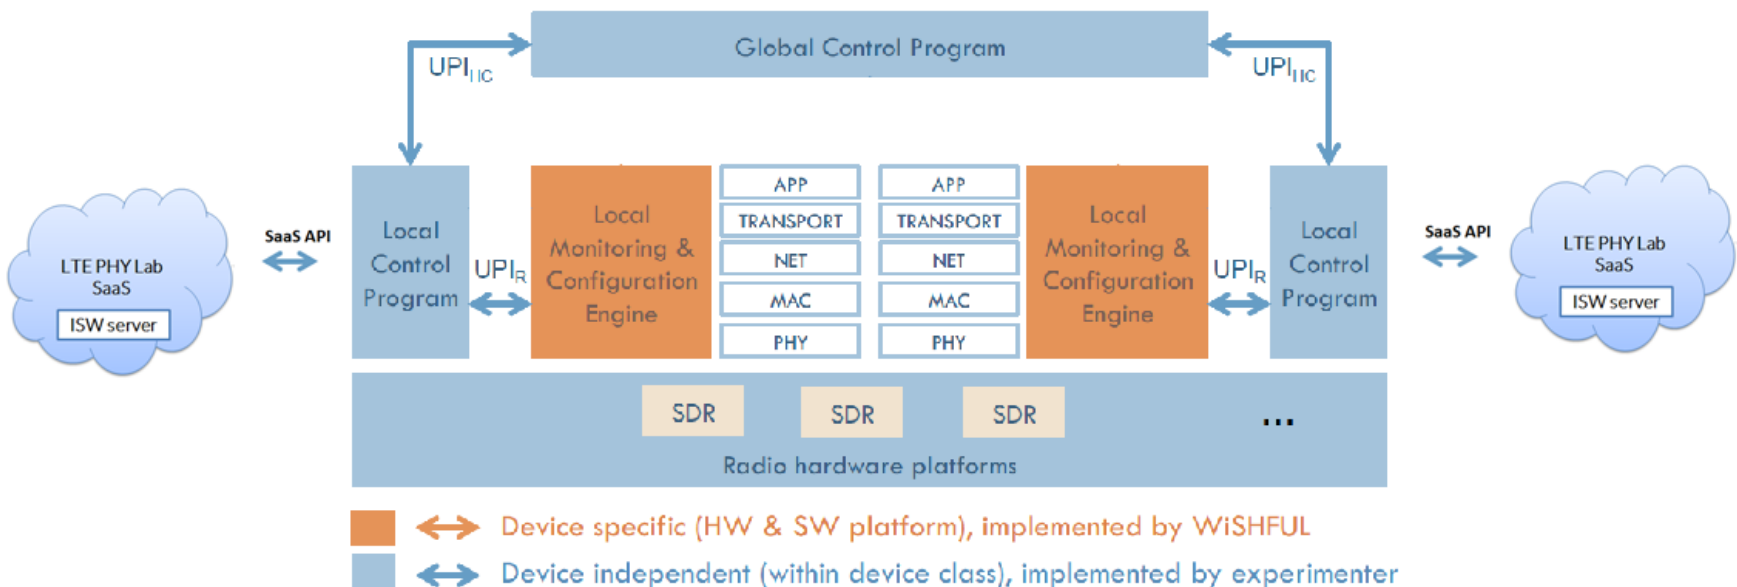 Global Control Program
UPI_HC
UPI_HC
SaaS API
LTE PHY Lab
SaaS
ISW server
Local
Control
Program
UPI_R
Local
Monitoring &
Configuration
Engine
APP
TRANSPORT
NET
MAC
PHY
APP
TRANSPORT
NET
MAC
PHY
Local
Monitoring &
Configuration
Engine
UPI_R
Local
Control
Program
SaaS API
LTE PHY Lab
SaaS
ISW server
SDR
SDR
SDR
...
Radio hardware platforms
Device specific (HW & SW platform), implemented by WiSHFUL
Device independent (within device class), implemented by experimenter